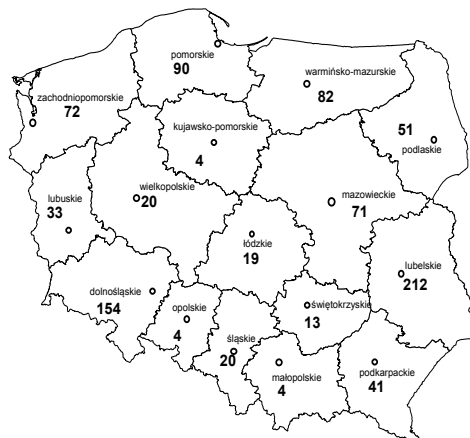 pomorskie
90
warmińsko-mazurskie
82
zachodniopomorskie
72
kujawsko-pomorskie
4
51
podlaskie
wielkopolskie
20
mazowieckie
71
lubuskie
33
łódzkie
19
lubelskie
212
dolnośląskie
154
opolskie
4
śląskie
20
świętokrzyskie
13
małopolskie
4
podkarpackie
41